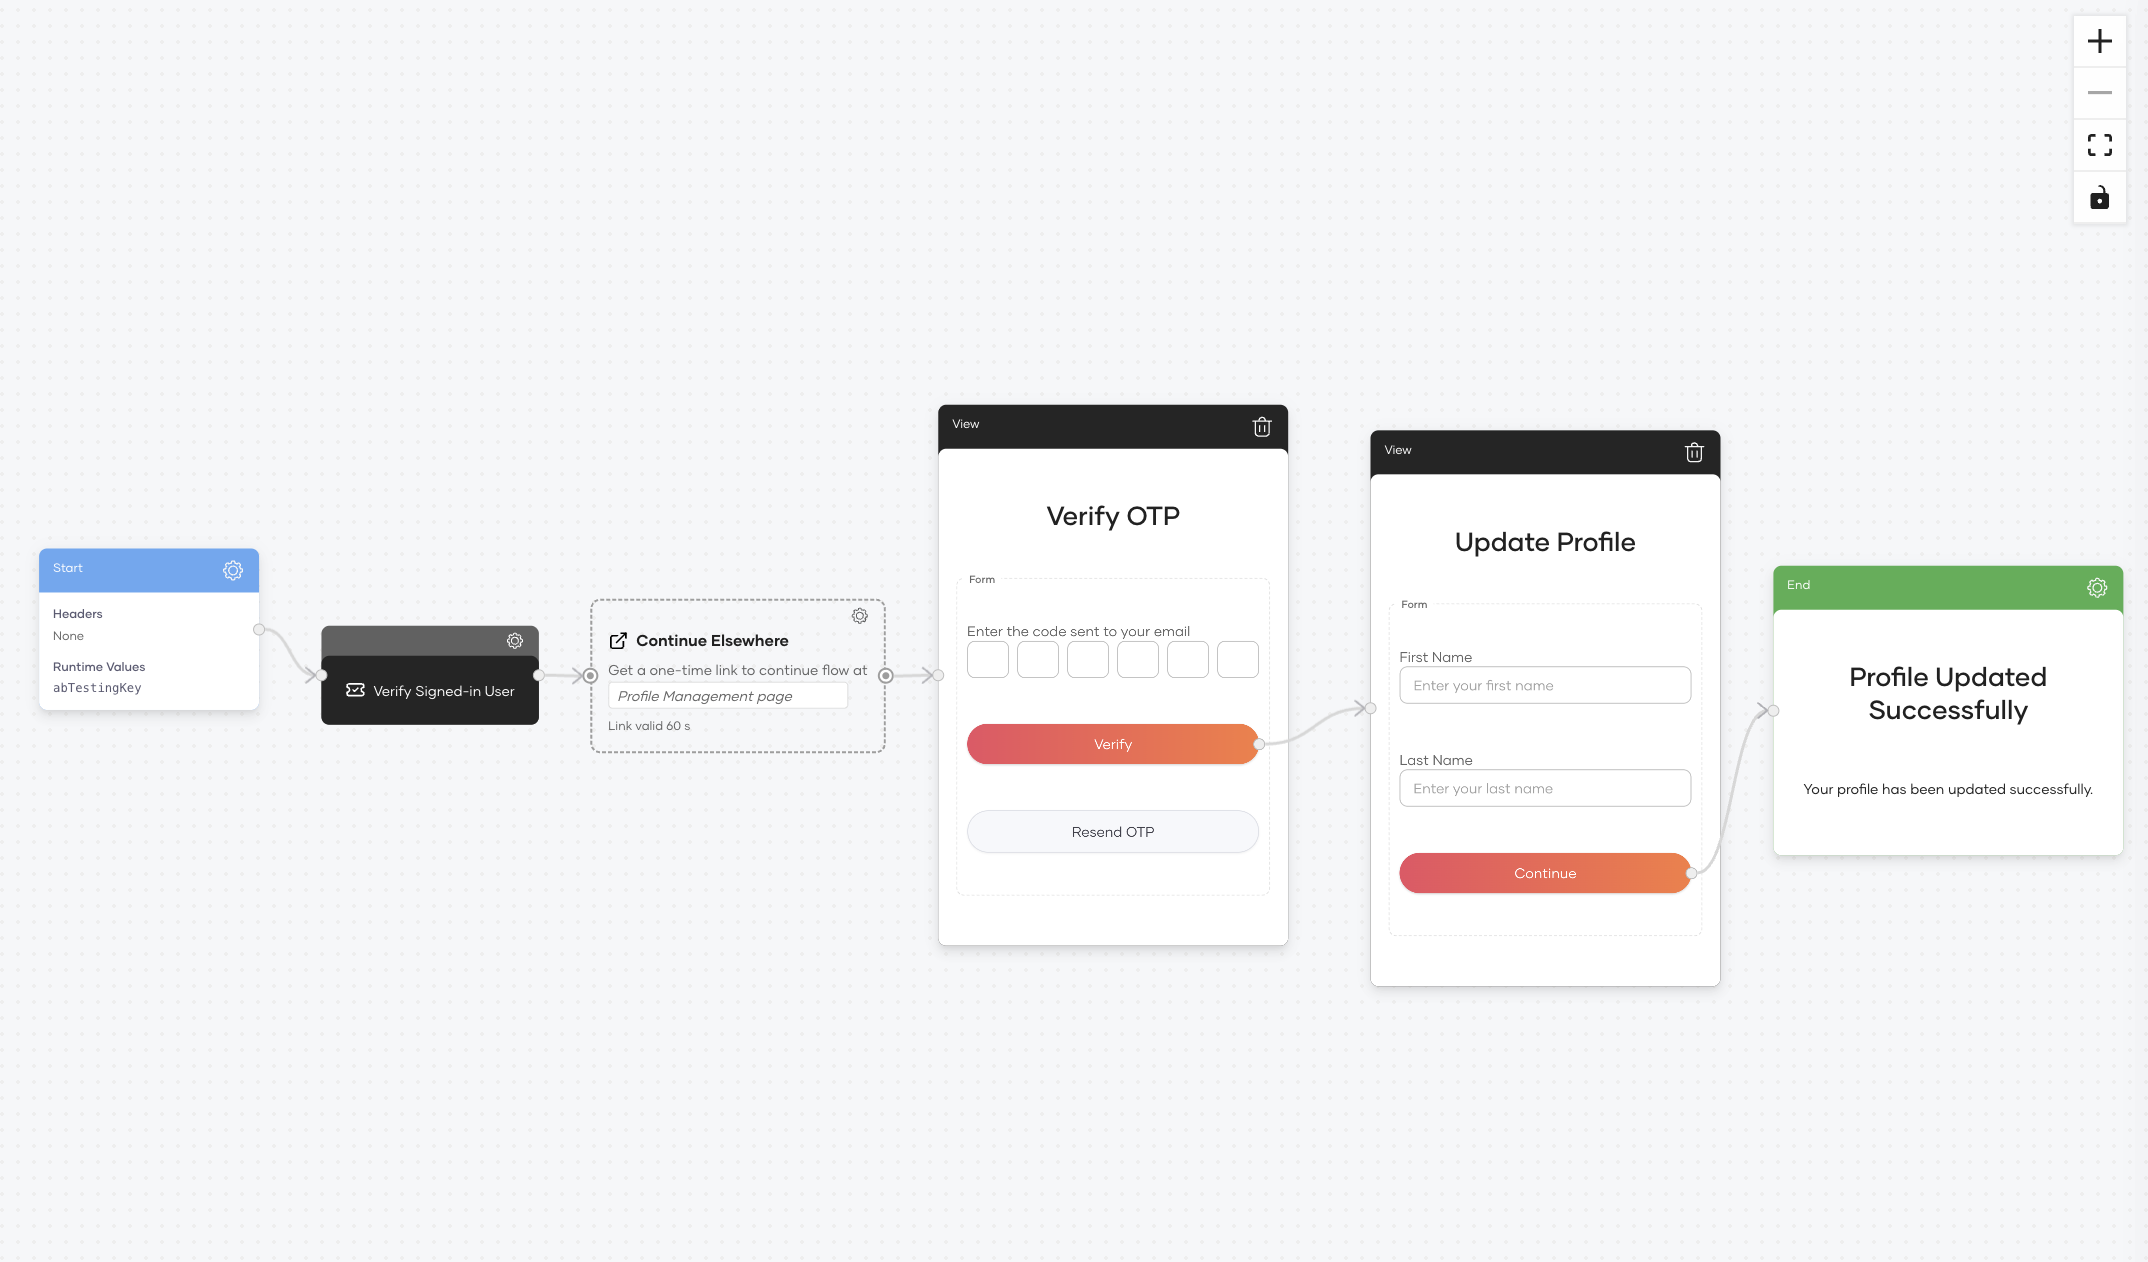 Start
Headers
None
Runtime Values
abTestingKey
Verify Signed-in User
Continue Elsewhere
Get a one-time link to continue flow at
Profile Management page
Link valid 60 s
View
Verify OTP
Form
Enter the code sent to your email
Verify
Resend OTP
View
Update Profile
Form
First Name
Enter your first name
Last Name
Enter your last name
Continue
End
Profile Updated
Successfully
Your profile has been updated successfully.